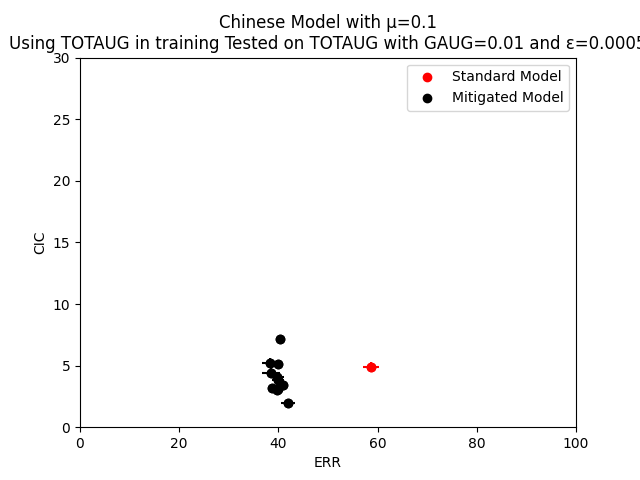 Chinese Model with μ=0.1
Using TOTAUG in training Tested on TOTAUG with GAUG=0.01 and ε=0.0005
Standard Model
Mitigated Model
30
25
20
15
10
5
0
CIC
0 20 40 60 80 100
ERR